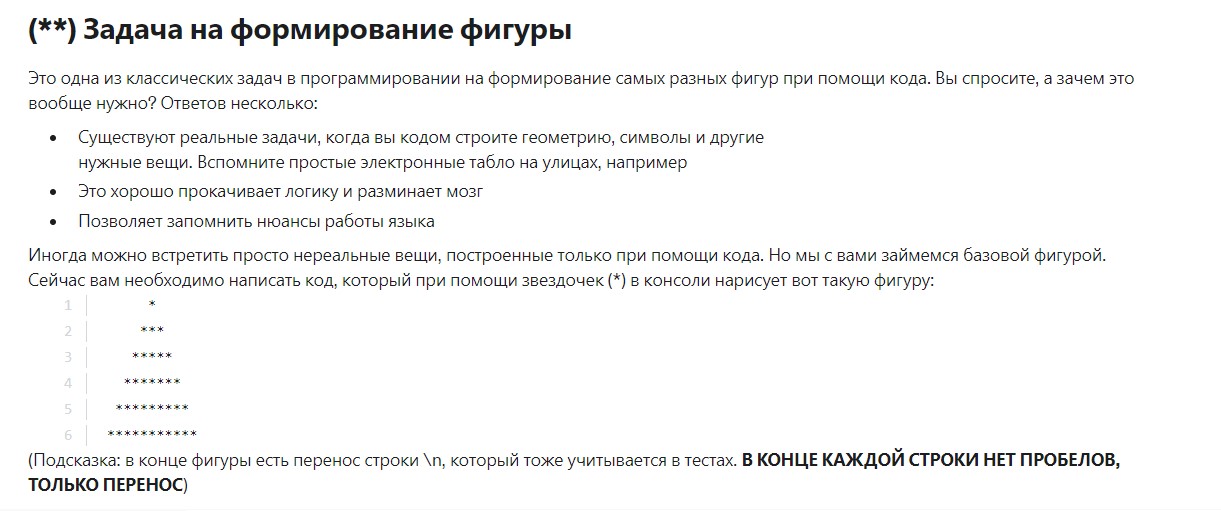 (**) Задача на формирование фигуры
Это одна из классических задач в программировании на формирование самых разных фигур при помощи кода. Вы спросите, а зачем это
вообще нужно? Ответов несколько:
• Существуют реальные задачи, когда вы кодом строите геометрию, символы и другие
нужные вещи. Вспомните простые электронные табло на улицах, например
• Это хорошо прокачивает логику и разминает мозг
• Позволяет запомнить нюансы работы языка
Иногда можно встретить просто нереальные вещи, построенные только при помощи кода. Но мы с вами займемся базовой фигурой.
Сейчас вам необходимо написать код, который при помощи звездочек (*) в консоли нарисует вот такую фигуру:
1      *
2     ***
3    *****
4   *******
5  *********
6 ***********
(Подсказка: в конце фигуры есть перенос строки \n, который тоже учитывается в тестах. В КОНЦЕ КАЖДОЙ СТРОКИ НЕТ ПРОБЕЛОВ,
ТОЛЬКО ПЕРЕНОС)